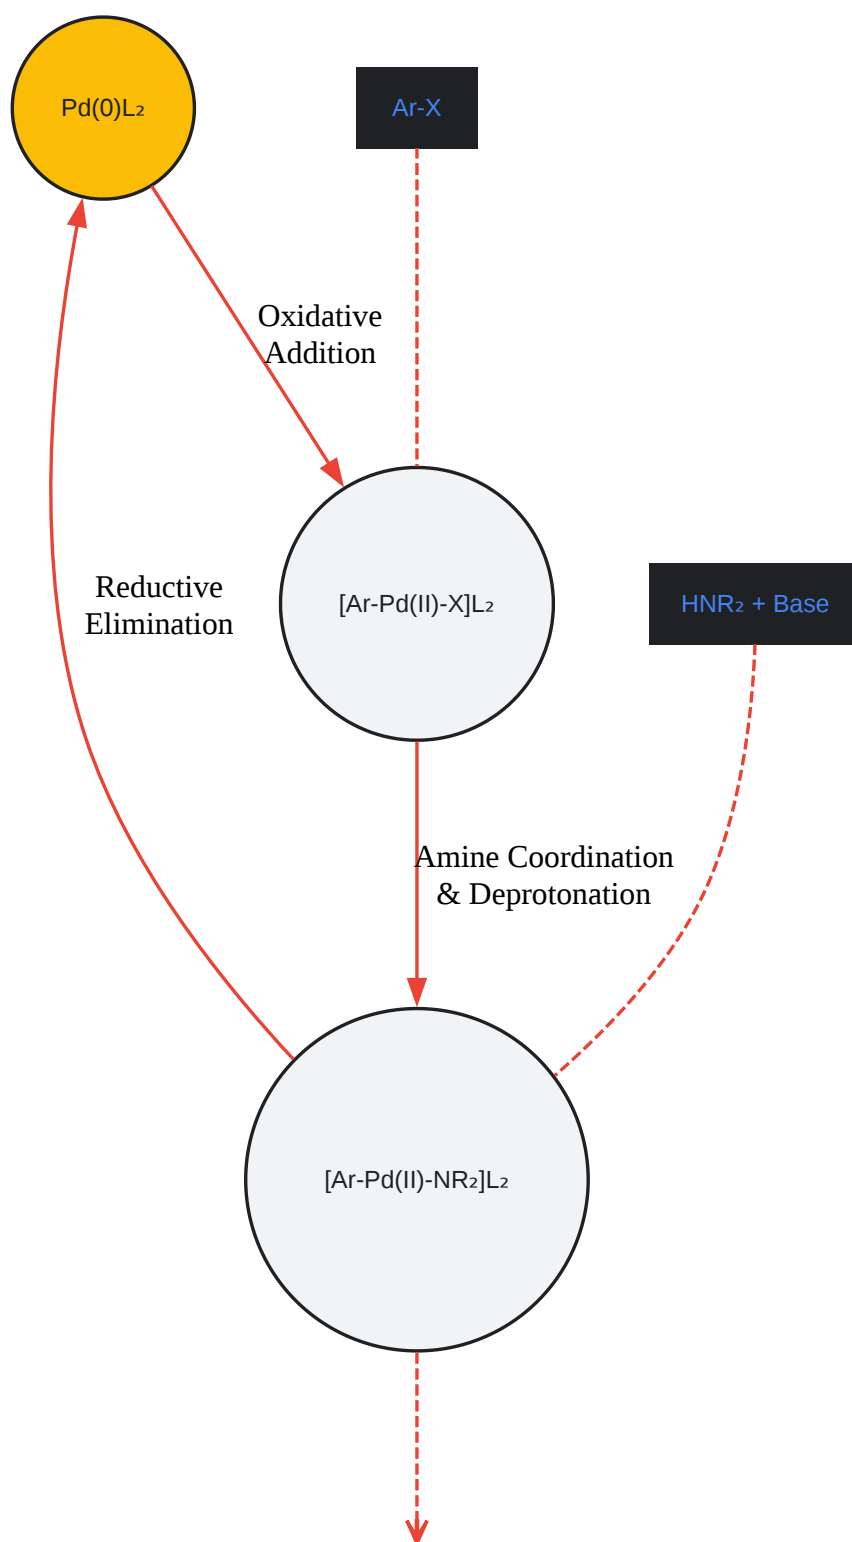 Pd(0)L₂
Ar-X
Oxidative
Addition
Reductive
Elimination
[Ar-Pd(II)-X]L₂
HNR₂ + Base
Amine Coordination
& Deprotonation
[Ar-Pd(II)-NR₂]L₂